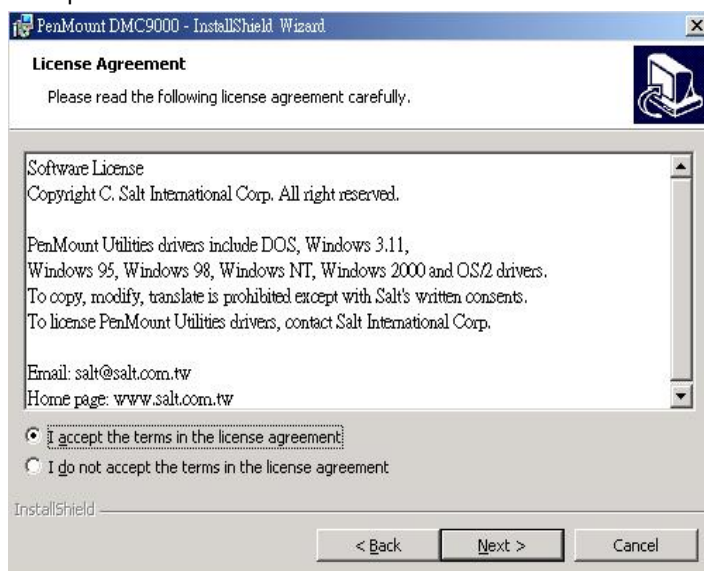 PenMount DMC9000 - InstallShield Wizard
License Agreement
Please read the following license agreement carefully.
Software License
Copyright C. Salt International Corp. All right reserved.
PenMount Utilities drivers include DOS, Windows 3.11,
Windows 95, Windows 98, Windows NT, Windows 2000 and OS/2 drivers.
To copy, modify, translate is prohibited except with Salt's written consents.
To license PenMount Utilities drivers, contact Salt International Corp.
Email: salt@salt.com.tw
Home page: www.salt.com.tw
I accept the terms in the license agreement
I do not accept the terms in the license agreement
InstallShield
< Back Next > Cancel